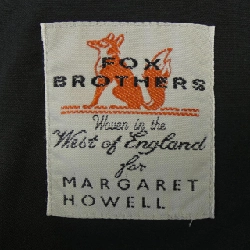 FOX
BROTHERS
Woven in the
West of England
for
MARGARET
HOWELL